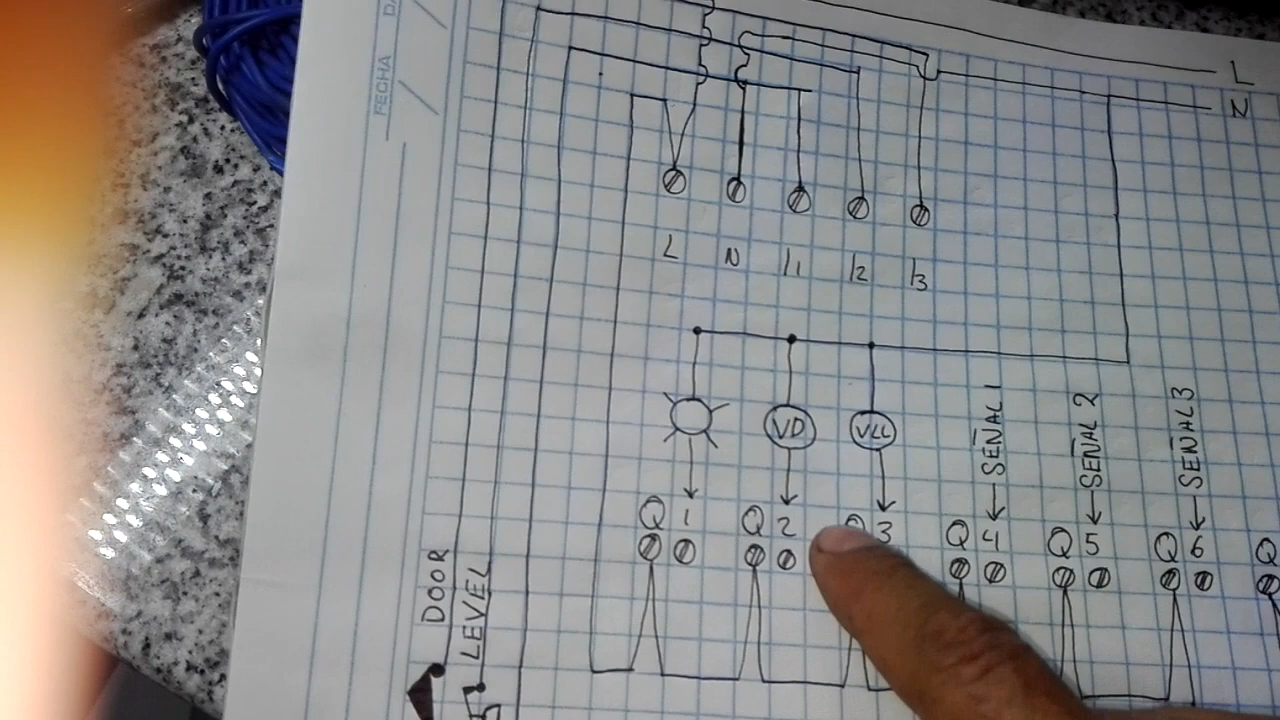 FECHA
L
N
L N I1 I2 I3
VD VLL
SEÑAL 1 SEÑAL 2 SEÑAL 3
Q 1 Q 2 Q 3 Q 4 Q 5 Q 6 Q
DOOR
LEVEL